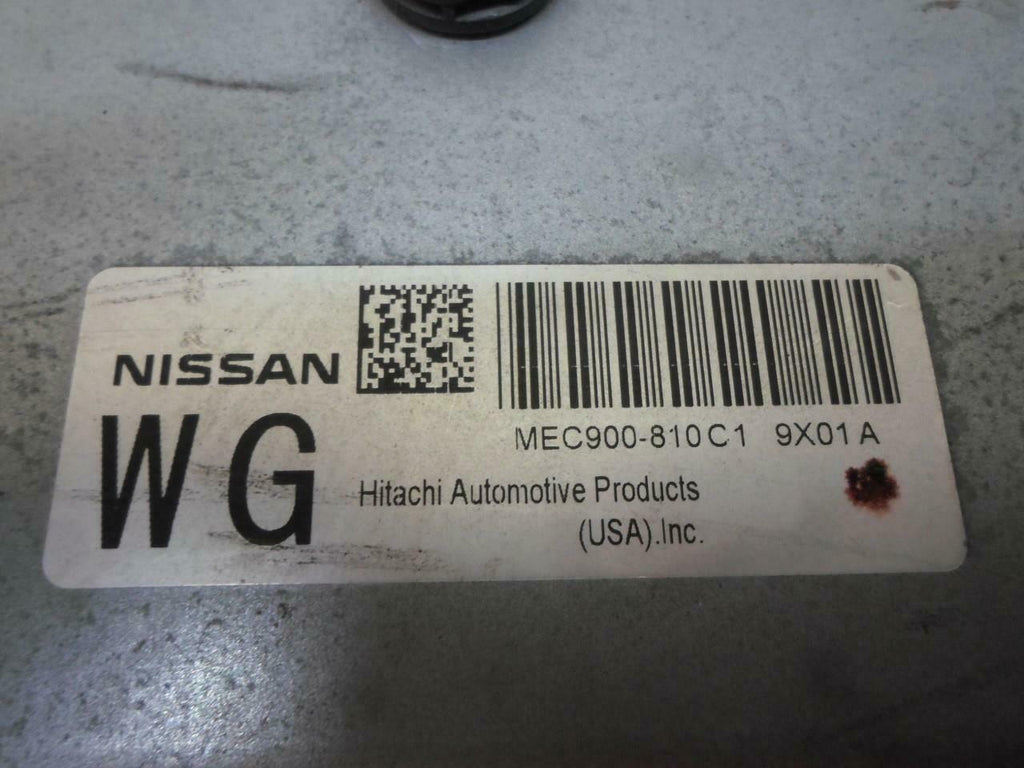 NISSAN
WG
MEC900-810 C1 9X01 A
Hitachi Automotive Products
(USA).Inc.